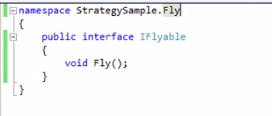 namespace StrategySample.Fly
{
    public interface IFlyable
    {
        void Fly();
    }
}